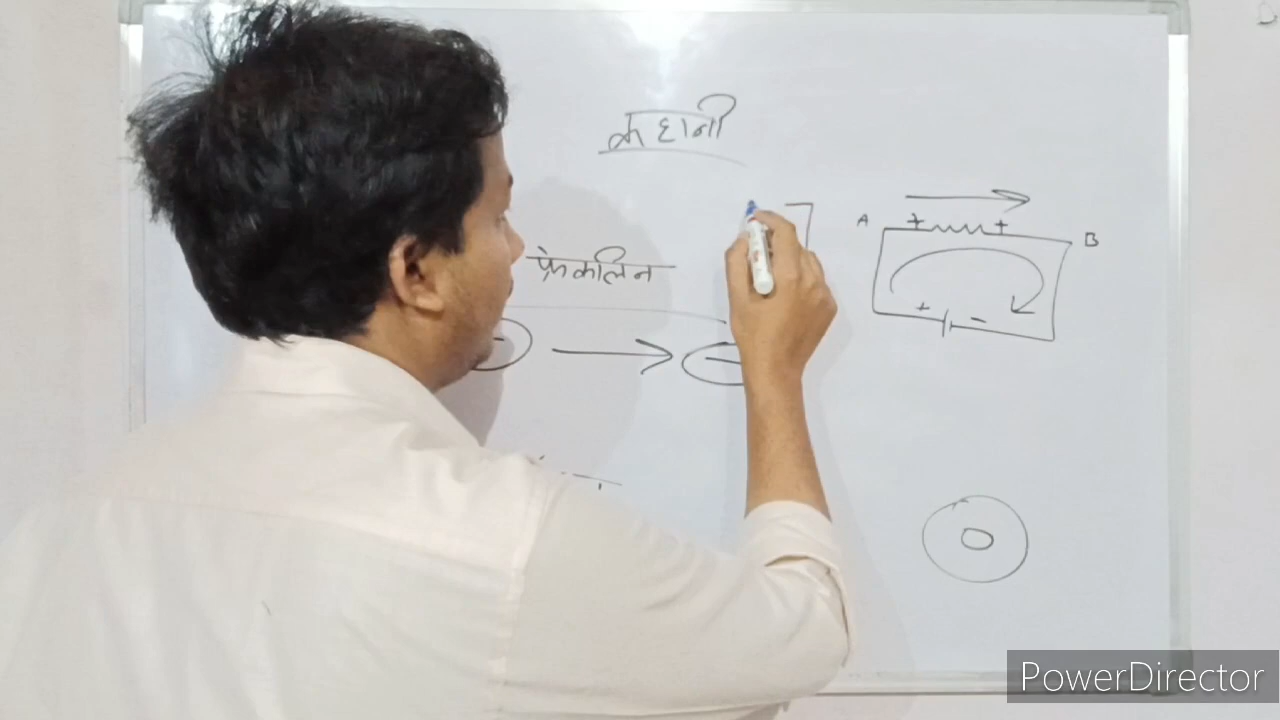 कहानी
A + + B
फ्रेंकलिन
+ -
- -
PowerDirector